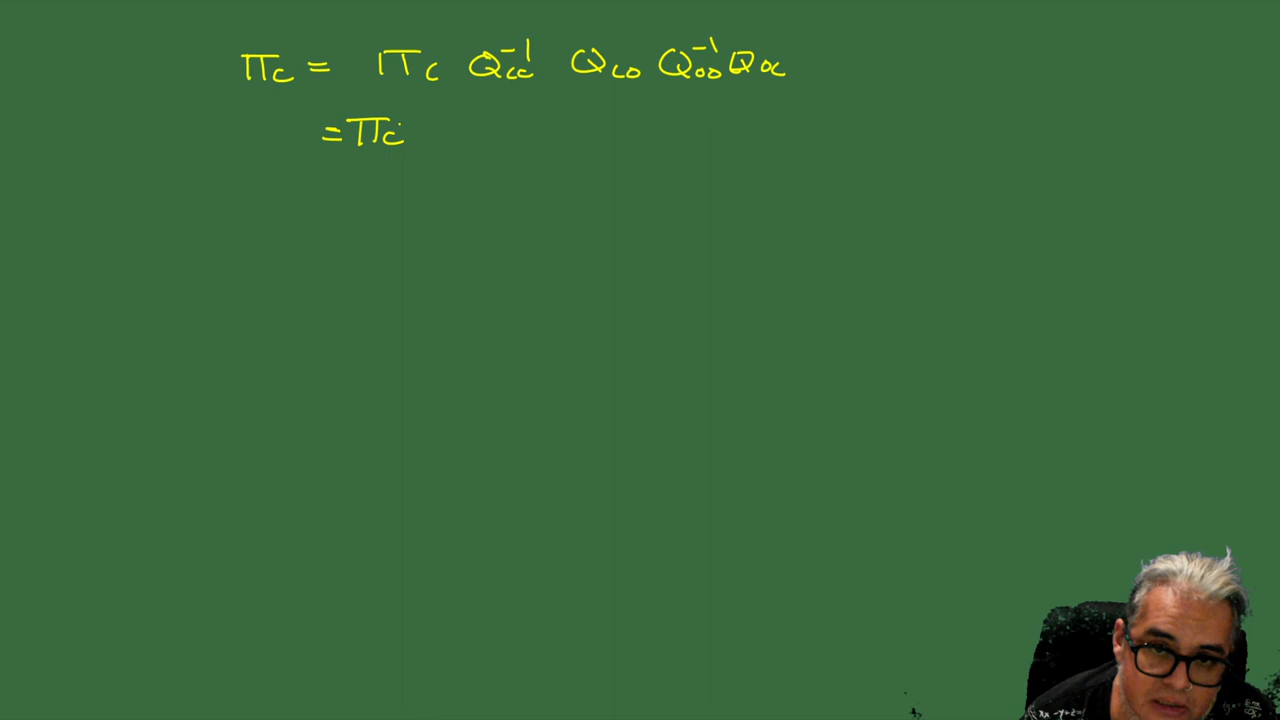 Πc = Πc Qcc⁻¹ Qco Qoo⁻¹ Qoc
= Πc